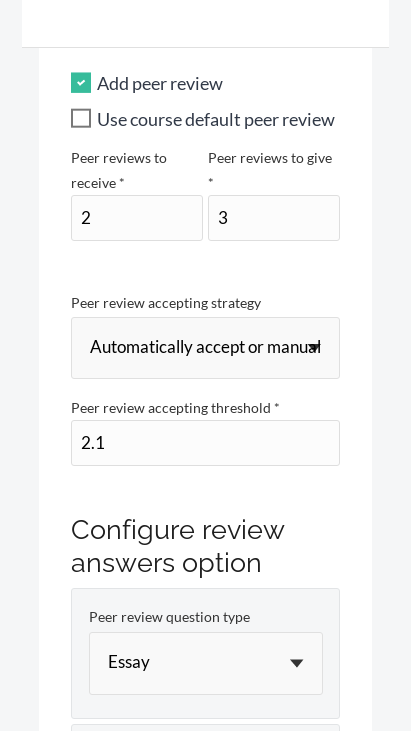 Add peer review
Use course default peer review
Peer reviews to receive *
Peer reviews to give *
2
3
Peer review accepting strategy
Automatically accept or manual
Peer review accepting threshold *
2.1
Configure review
answers option
Peer review question type
Essay